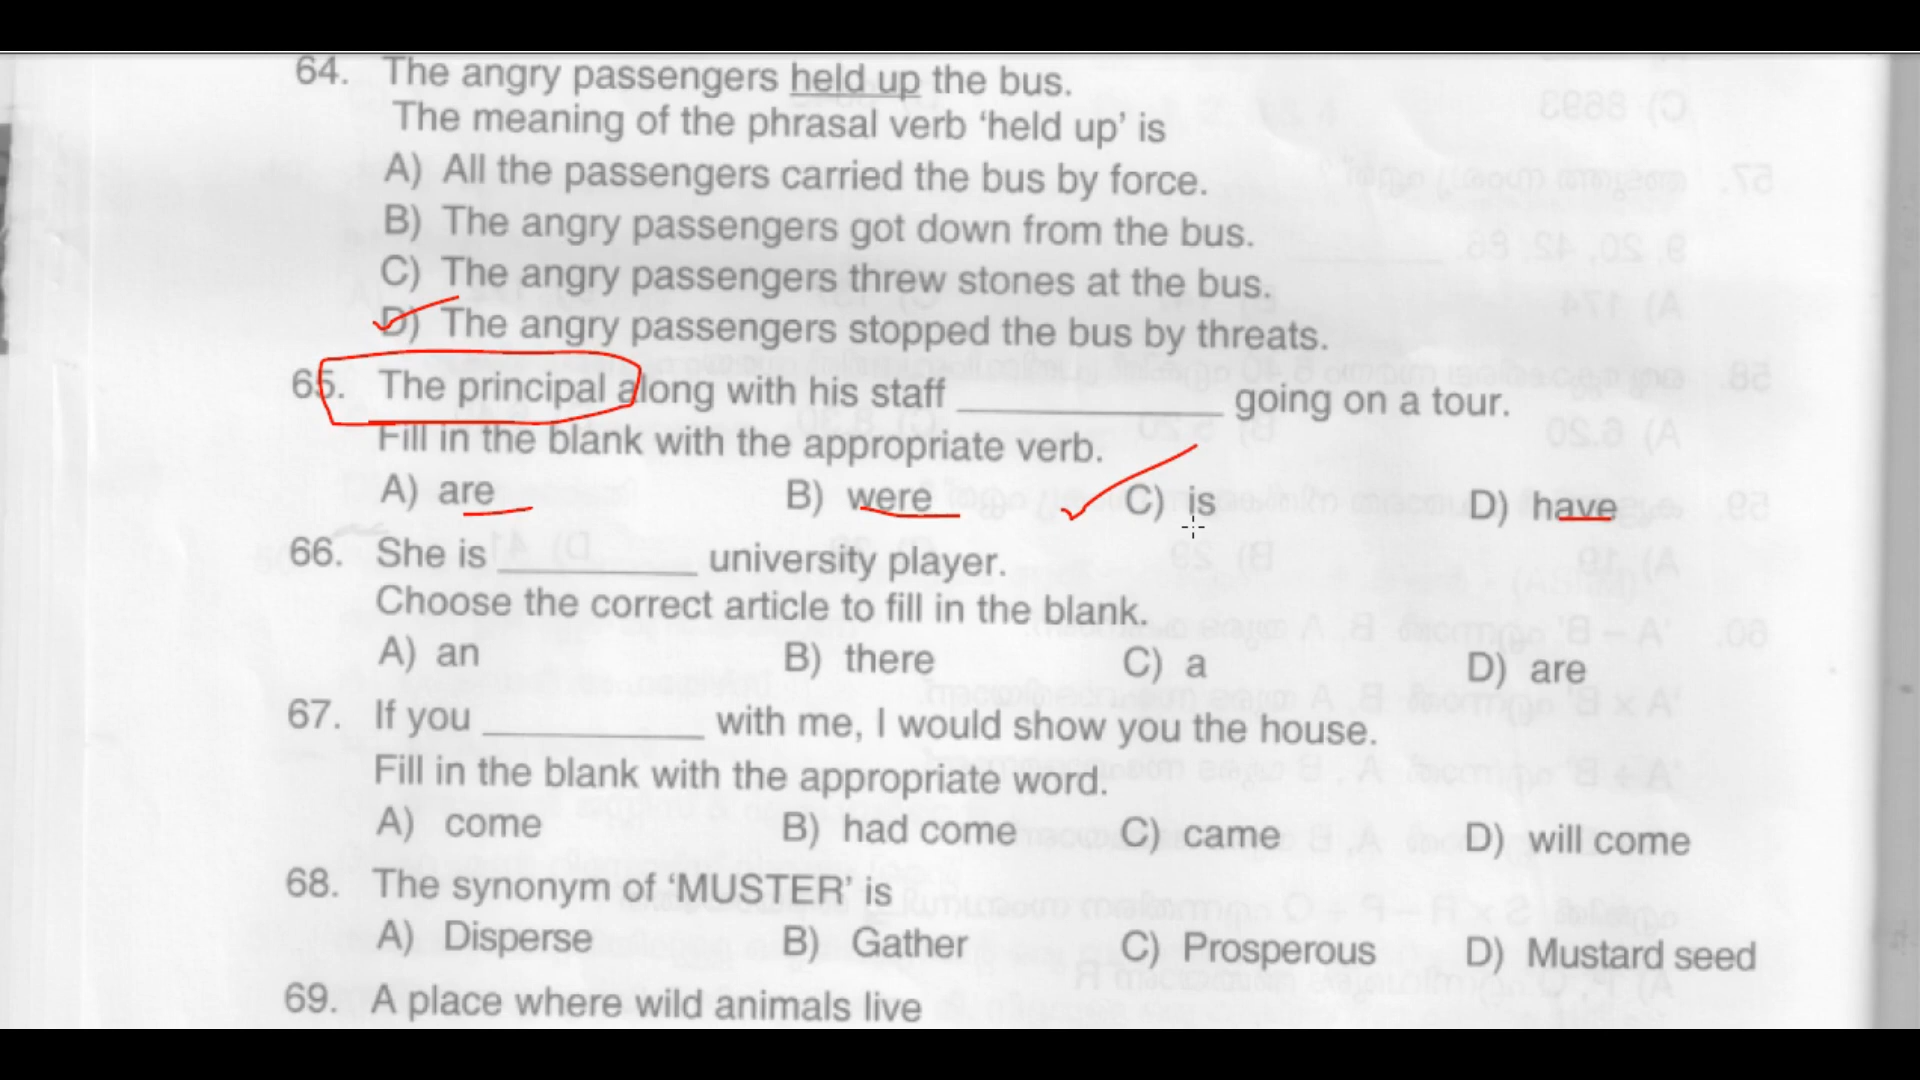 64. The angry passengers held up the bus.
The meaning of the phrasal verb ‘held up’ is
A) All the passengers carried the bus by force.
B) The angry passengers got down from the bus.
C) The angry passengers threw stones at the bus.
D) The angry passengers stopped the bus by threats.
65. The principal along with his staff ____________ going on a tour.
Fill in the blank with the appropriate verb.
A) are B) were C) is D) have
66. She is _________ university player.
Choose the correct article to fill in the blank.
A) an B) there C) a D) are
67. If you __________ with me, I would show you the house.
Fill in the blank with the appropriate word.
A) come B) had come C) came D) will come
68. The synonym of ‘MUSTER’ is
A) Disperse B) Gather C) Prosperous D) Mustard seed
69. A place where wild animals live